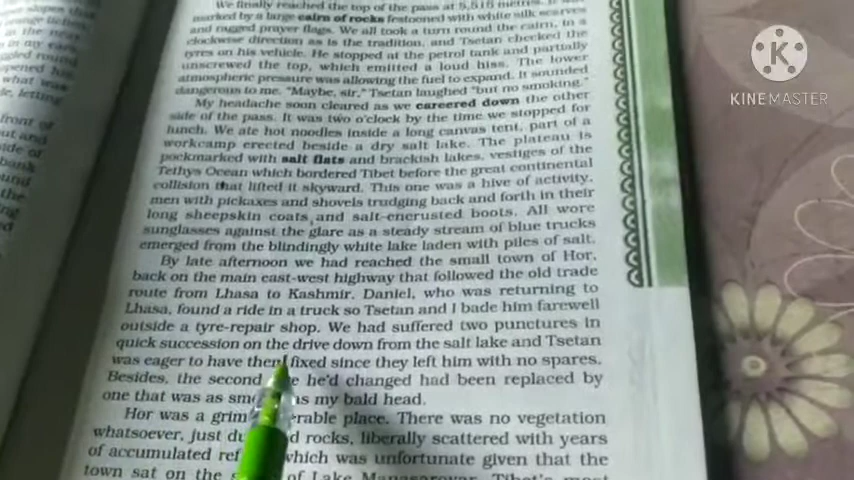 We finally reached the top of the pass at 5,515 metres. It was
marked by a large cairn of rocks festooned with white silk scarves
and ragged prayer flags. We all took a turn round the cairn, in a
clockwise direction as is the tradition, and Tsetan checked the
tyres on his vehicle. He stopped at the petrol tank and partially
unscrewed the top, which emitted a loud hiss. The lower
atmospheric pressure was allowing the fuel to expand. It sounded
dangerous to me. "Maybe, sir," Tsetan laughed "but no smoking."
My headache soon cleared as we careered down the other
side of the pass. It was two o'clock by the time we stopped for
lunch. We ate hot noodles inside a long canvas tent, part of a
workcamp erected beside a dry salt lake. The plateau is
pockmarked with salt flats and brackish lakes, vestiges of the
Tethys Ocean which bordered Tibet before the great continental
collision that lifted it skyward. This one was a hive of activity,
men with pickaxes and shovels trudging back and forth in their
long sheepskin coats and salt-encrusted boots. All wore
sunglasses against the glare as a steady stream of blue trucks
emerged from the blindingly white lake laden with piles of salt.
By late afternoon we had reached the small town of Hor,
back on the main east-west highway that followed the old trade
route from Lhasa to Kashmir. Daniel, who was returning to
Lhasa, found a ride in a truck so Tsetan and I bade him farewell
outside a tyre-repair shop. We had suffered two punctures in
quick succession on the drive down from the salt lake and Tsetan
was eager to have them fixed since they left him with no spares.
Besides, the second he'd changed had been replaced by
one that was as as my bald head.
Hor was a grim place. There was no vegetation
whatsoever, just rocks, liberally scattered with years
of accumulated which was unfortunate given that the
town sat on the of Lake Manasarovar, Tibet's most
KINEMASTER